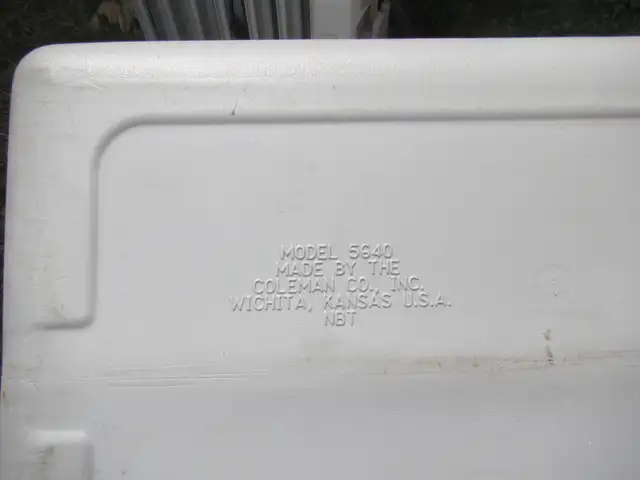 MODEL 5640
MADE BY THE
COLEMAN CO., INC.
WICHITA, KANSAS U.S.A.
NBT